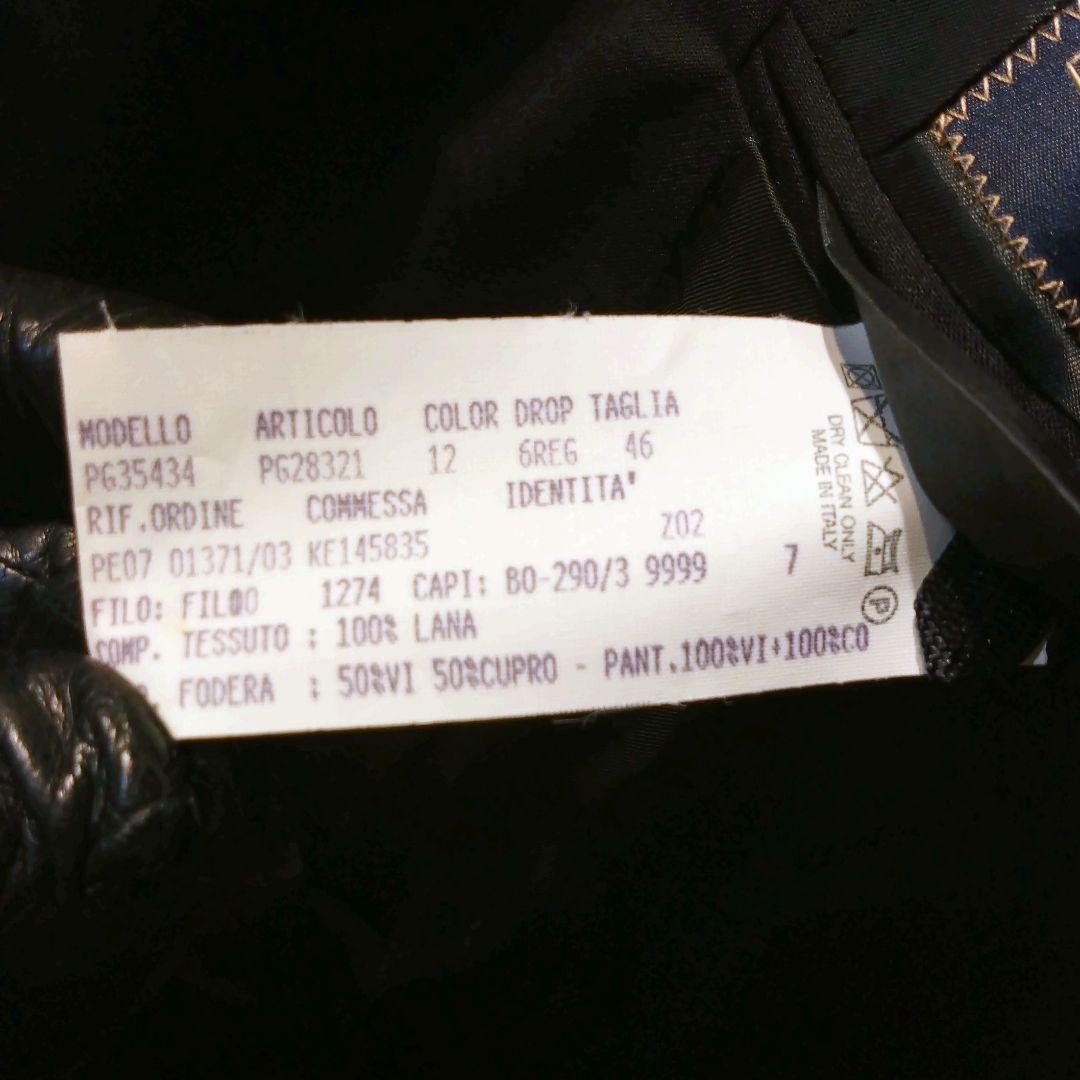 MODELLO ARTICOLO COLOR DROP TAGLIA
PG35434 PG28321 12 6REG 46
RIF.ORDINE COMMESSA IDENTITA'
PE07 01371/03 KE145835 Z02
FILO: 1274 CAPI: BO-290/3 9999 7
COMP. TESSUTO : 100% LANA
FODERA : 50%VI 50%CUPRO - PANT.100%VI+100%CO
DRY CLEAN ONLY
MADE IN ITALY
P